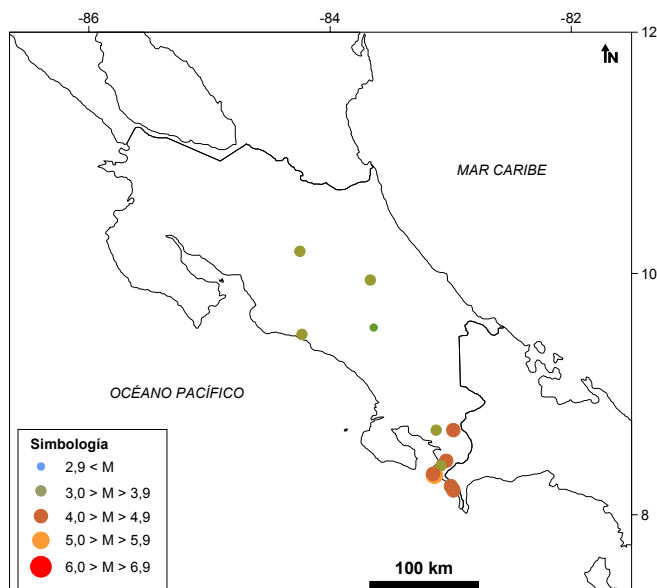 -86 -84 -82
12
N
MAR CARIBE
10
OCÉANO PACÍFICO
Simbología
2,9 < M
3,0 > M > 3,9
4,0 > M > 4,9
5,0 > M > 5,9
6,0 > M > 6,9
8
100 km